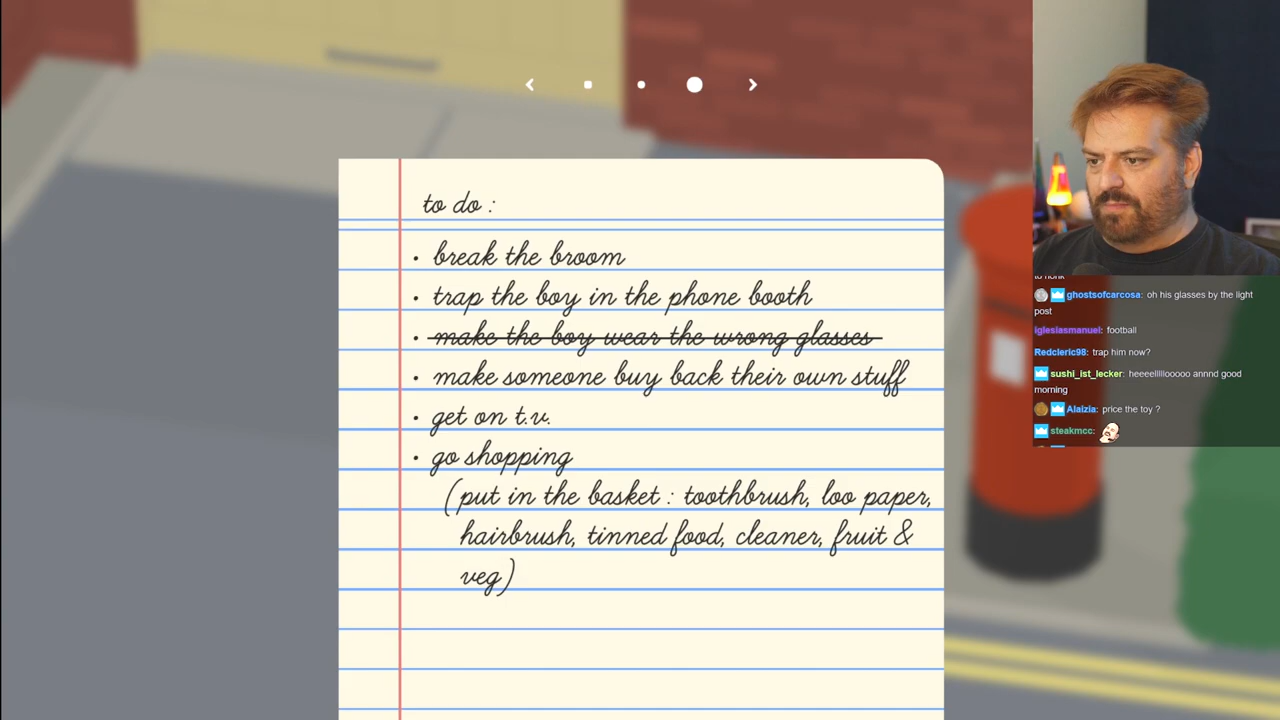 to do :
• break the broom
• trap the boy in the phone booth
• make the boy wear the wrong glasses
• make someone buy back their own stuff
• get on t.v.
• go shopping
(put in the basket : toothbrush, loo paper,
hairbrush, tinned food, cleaner, fruit &
veg)
ghostsofcarcosa: oh his glasses by the light
post
iglesiasmanuel: football
Redcleric98: trap him now?
sushi_ist_lecker: heeeelllliooooo annnd good
morning
Alaizia: price the toy ?
steakmcc: